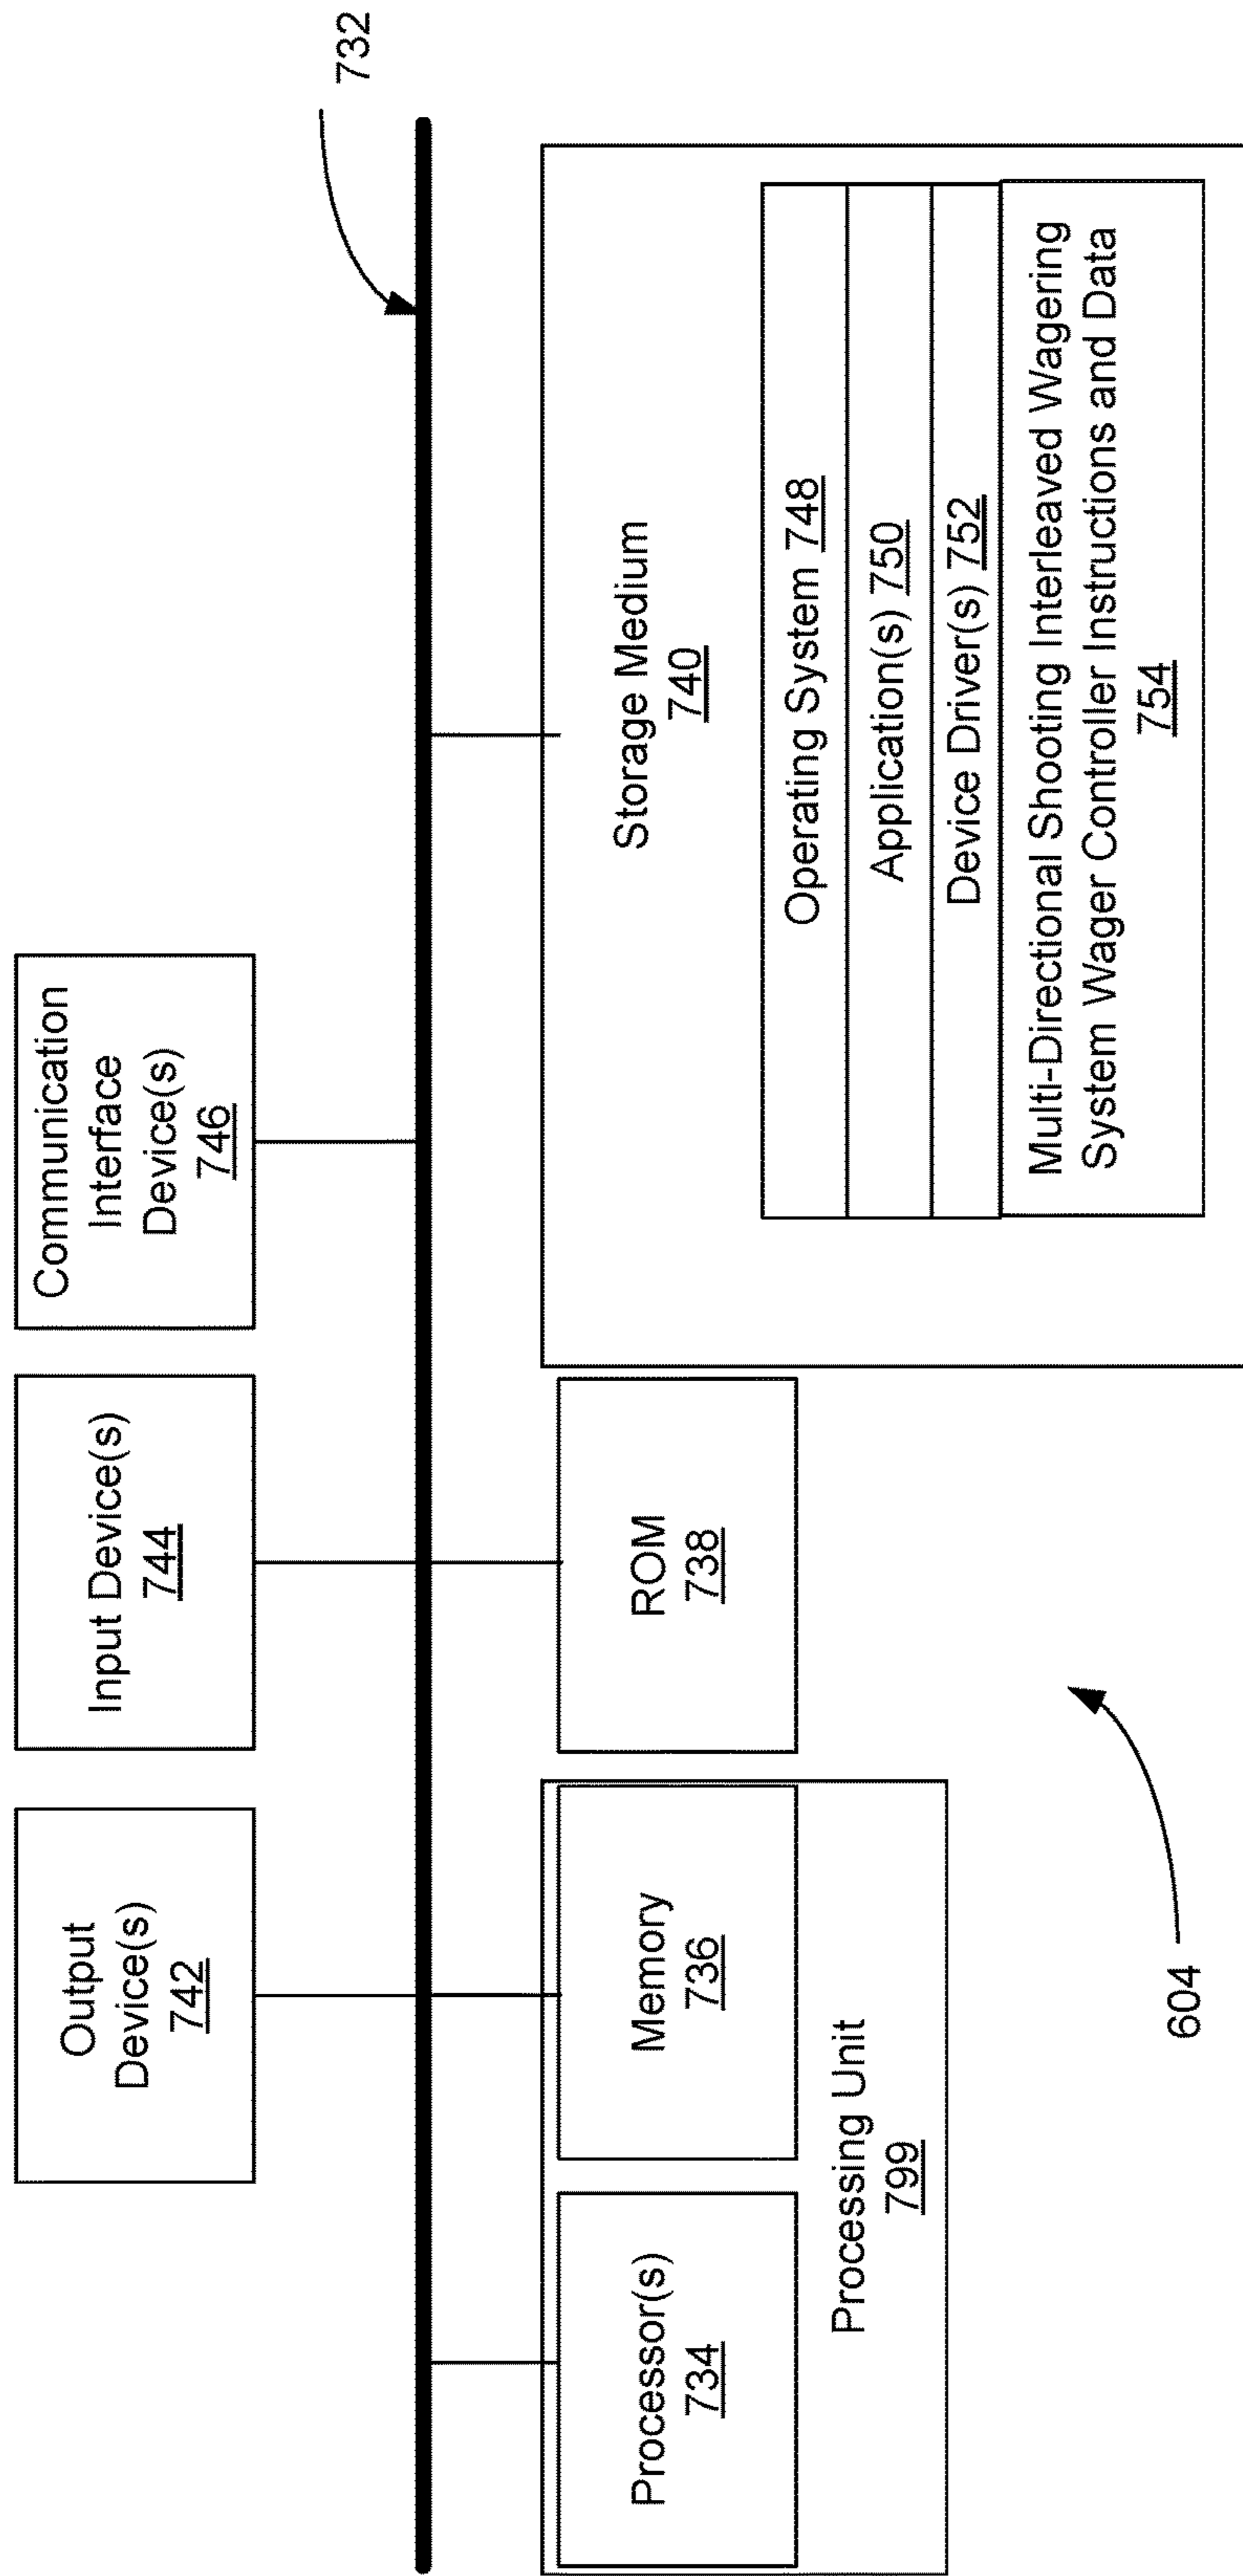 732
Output
Device(s)
742
Input Device(s)
744
Communication
Interface
Device(s)
746
Processor(s)
734
Memory
736
Processing Unit
799
ROM
738
Storage Medium
740
Operating System 748
Application(s) 750
Device Driver(s) 752
Multi-Directional Shooting Interleaved Wagering
System Wager Controller Instructions and Data
754
604